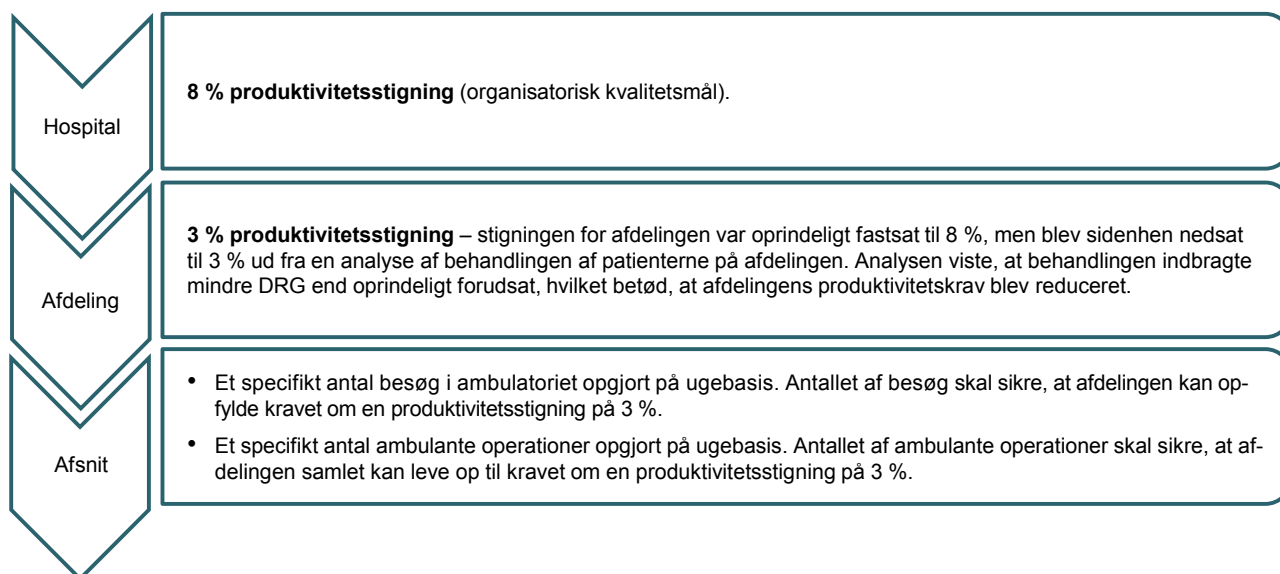 Hospital
8 % produktivitetsstigning (organisatorisk kvalitetsmål).
Afdeling
3 % produktivitetsstigning – stigningen for afdelingen var oprindeligt fastsat til 8 %, men blev sidenhen nedsat
til 3 % ud fra en analyse af behandlingen af patienterne på afdelingen. Analysen viste, at behandlingen indbragte
mindre DRG end oprindeligt forudsat, hvilket betød, at afdelingens produktivitetskrav blev reduceret.
Afsnit
• Et specifikt antal besøg i ambulatoriet opgjort på ugebasis. Antallet af besøg skal sikre, at afdelingen kan op-
fylde kravet om en produktivitetsstigning på 3 %.
• Et specifikt antal ambulante operationer opgjort på ugebasis. Antallet af ambulante operationer skal sikre, at af-
delingen samlet kan leve op til kravet om en produktivitetsstigning på 3 %.